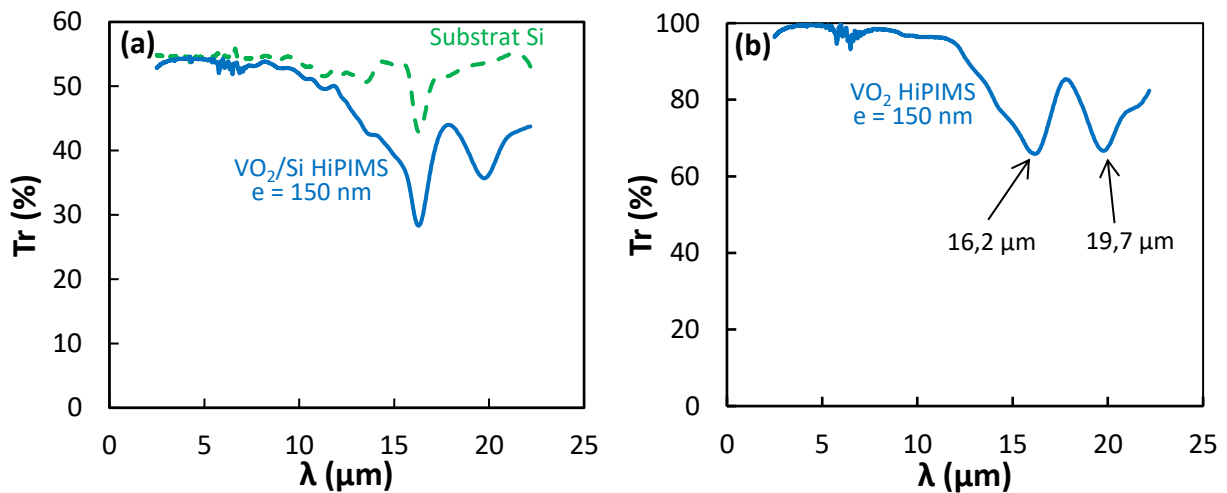 (a)
Substrat Si
VO₂/Si HiPIMS
e = 150 nm
Tr (%)
60
50
40
30
20
10
0
0 5 10 15 20 25
λ (µm)
(b)
VO₂ HiPIMS
e = 150 nm
16,2 µm
19,7 µm
Tr (%)
100
80
60
40
20
0
0 5 10 15 20 25
λ (µm)